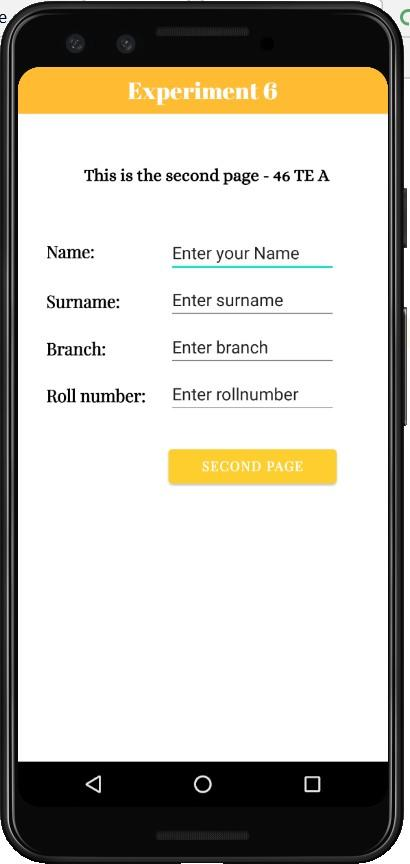 e
Experiment 6
This is the second page - 46 TE A
Name: Enter your Name
Surname: Enter surname
Branch: Enter branch
Roll number: Enter rollnumber
SECOND PAGE